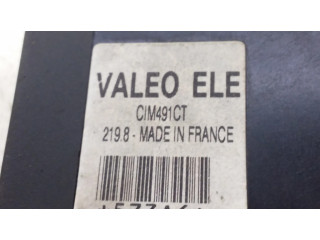 VALEO ELE
CIM491CT
219.8 - MADE IN FRANCE